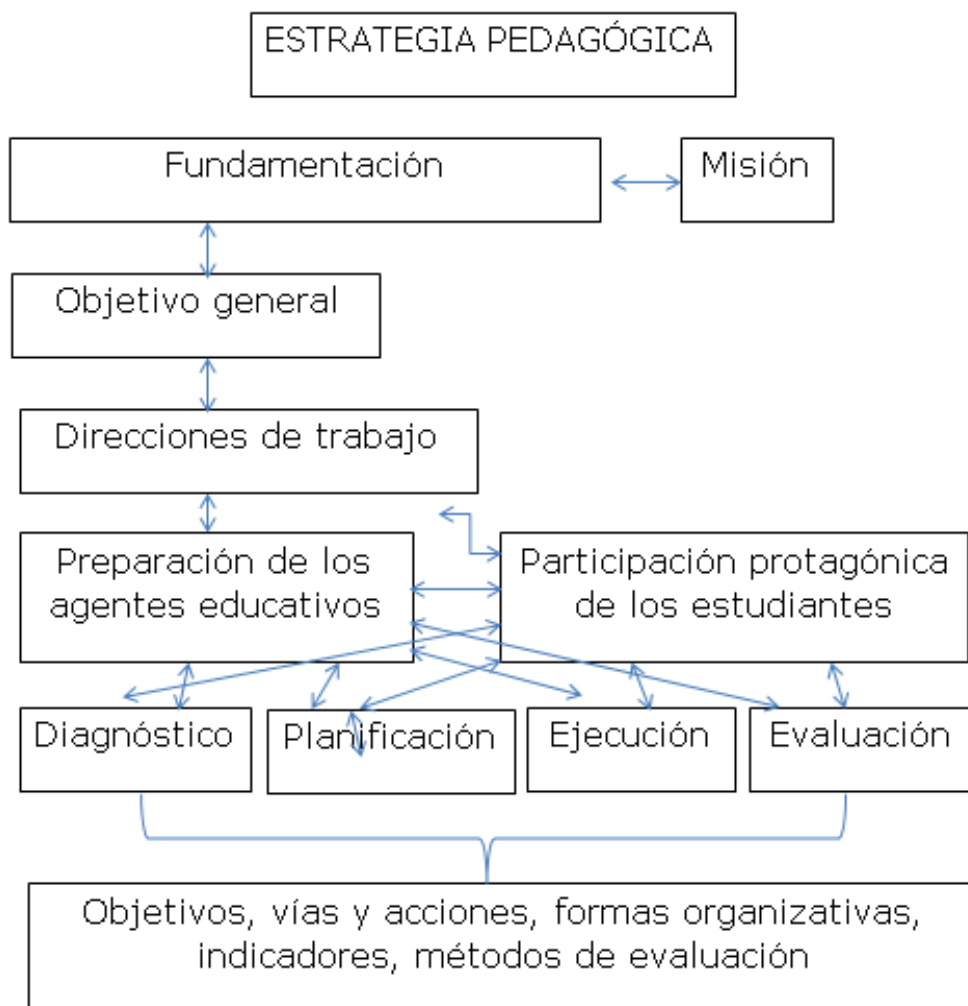 ESTRATEGIA PEDAGÓGICA
Fundamentación
Misión
Objetivo general
Direcciones de trabajo
Preparación de los
agentes educativos
Participación protagónica
de los estudiantes
Diagnóstico
Planificación
Ejecución
Evaluación
Objetivos, vías y acciones, formas organizativas,
indicadores, métodos de evaluación